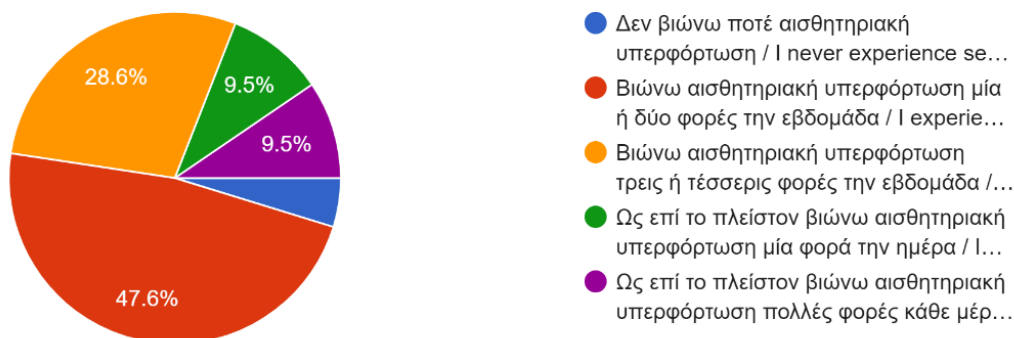 28.6%
9.5%
9.5%
47.6%
Δεν βιώνω ποτέ αισθητηριακή
υπερφόρτωση / I never experience se…
Βιώνω αισθητηριακή υπερφόρτωση μία
ή δύο φορές την εβδομάδα / I experie…
Βιώνω αισθητηριακή υπερφόρτωση
τρεις ή τέσσερις φορές την εβδομάδα /…
Ως επί το πλείστον βιώνω αισθητηριακή
υπερφόρτωση μία φορά την ημέρα / I…
Ως επί το πλείστον βιώνω αισθητηριακή
υπερφόρτωση πολλές φορές κάθε μέρ…